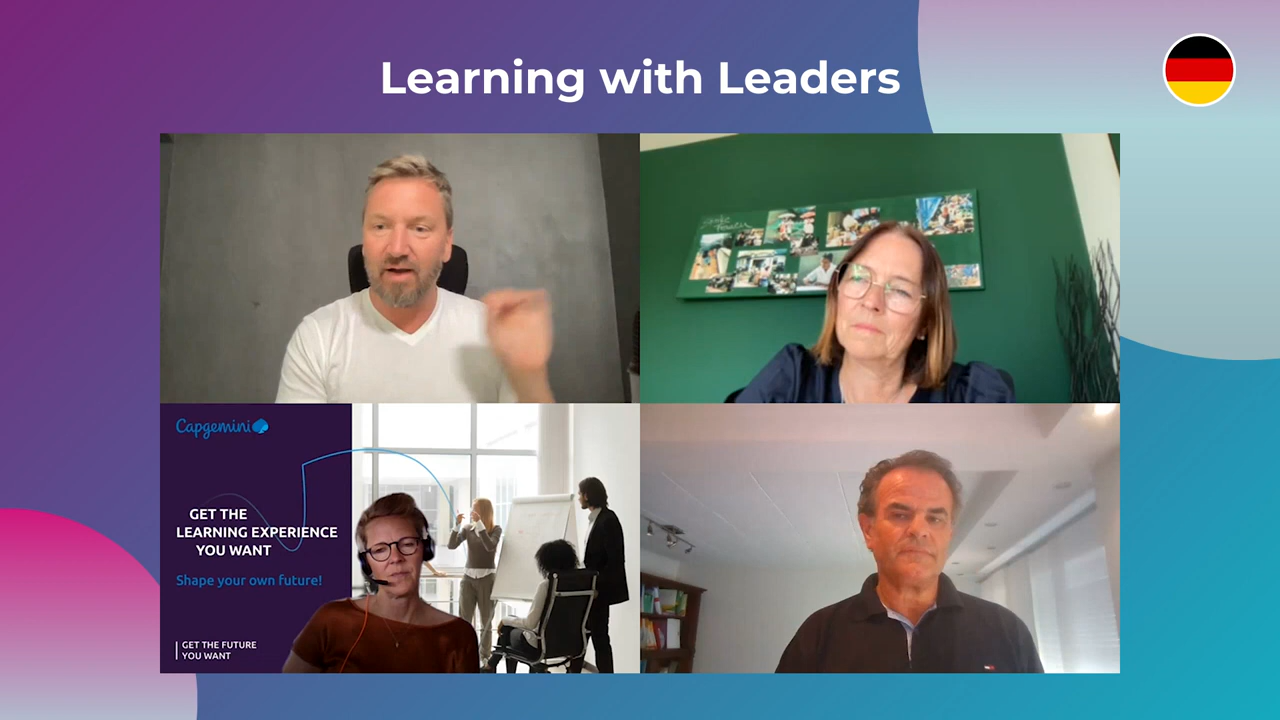 Learning with Leaders
Capgemini
GET THE
LEARNING EXPERIENCE
YOU WANT
Shape your own future!
GET THE FUTURE
YOU WANT